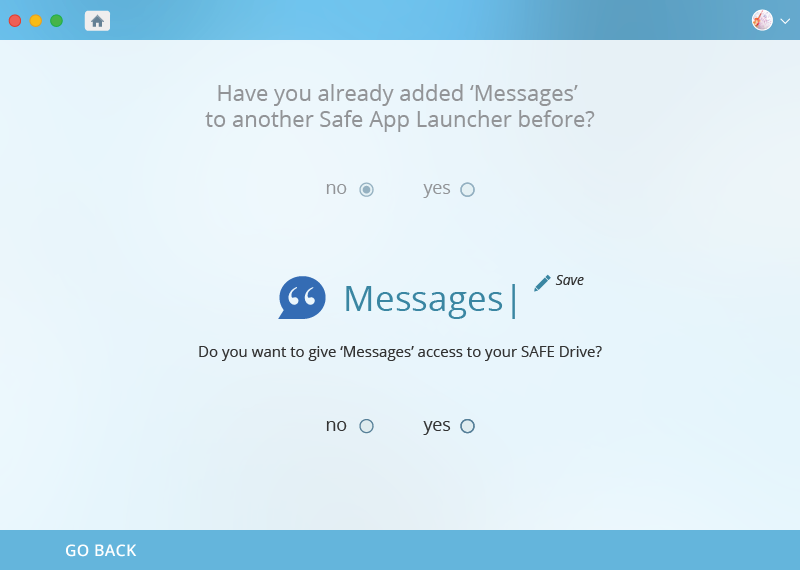 Have you already added ‘Messages’
to another Safe App Launcher before?
no yes
Messages
Save
Do you want to give ‘Messages’ access to your SAFE Drive?
no yes
GO BACK